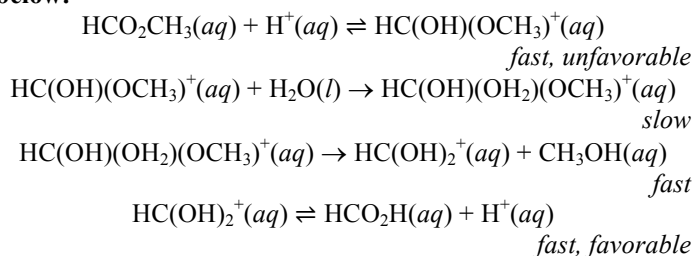 below.
HCO₂CH₃(aq) + H⁺(aq) ⇌ HC(OH)(OCH₃)⁺(aq)
fast, unfavorable
HC(OH)(OCH₃)⁺(aq) + H₂O(l) → HC(OH)(OH₂)(OCH₃)⁺(aq)
slow
HC(OH)(OH₂)(OCH₃)⁺(aq) → HC(OH)₂⁺(aq) + CH₃OH(aq)
fast
HC(OH)₂⁺(aq) ⇌ HCO₂H(aq) + H⁺(aq)
fast, favorable